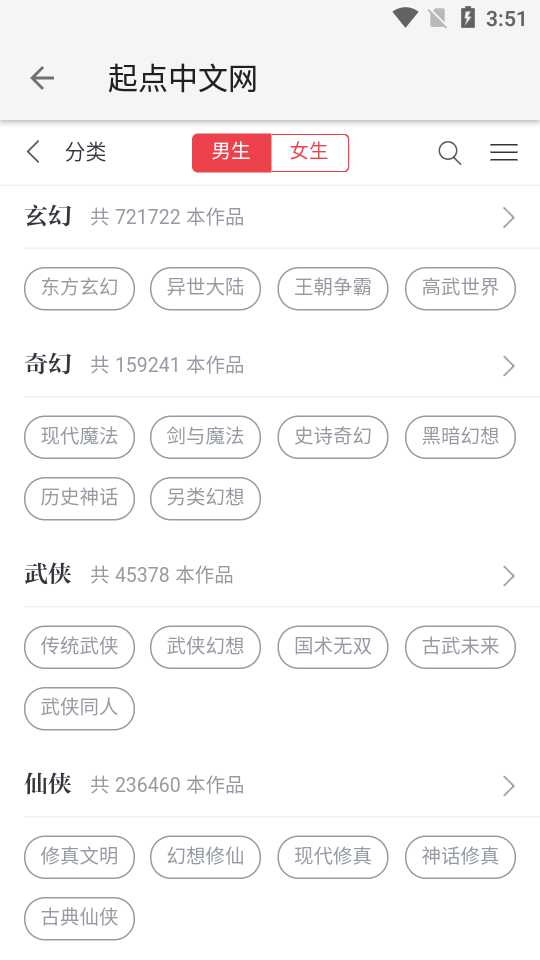 3:51
起点中文网
分类 男生 女生
玄幻 共 721722 本作品
东方玄幻 异世大陆 王朝争霸 高武世界
奇幻 共 159241 本作品
现代魔法 剑与魔法 史诗奇幻 黑暗幻想
历史神话 另类幻想
武侠 共 45378 本作品
传统武侠 武侠幻想 国术无双 古武未来
武侠同人
仙侠 共 236460 本作品
修真文明 幻想修仙 现代修真 神话修真
古典仙侠